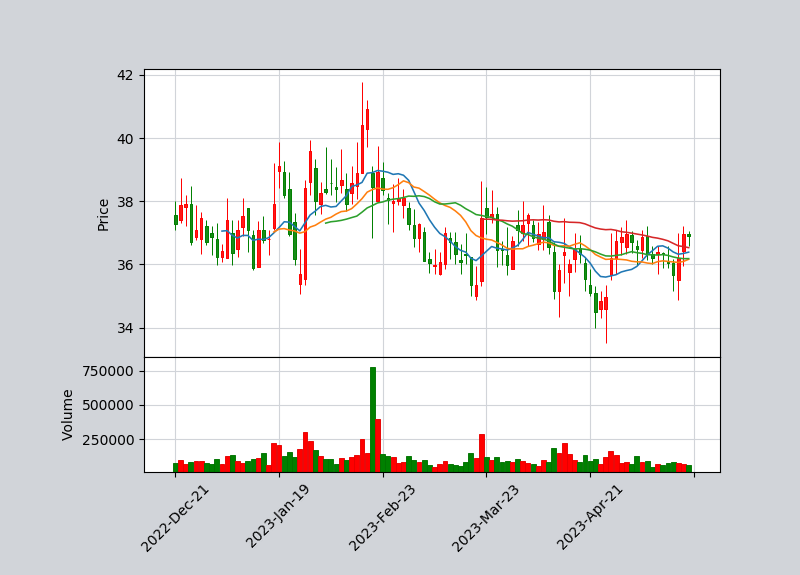 42
40
38
36
34
Price
750000
500000
250000
Volume
2022-Dec-21
2023-Jan-19
2023-Feb-23
2023-Mar-23
2023-Apr-21